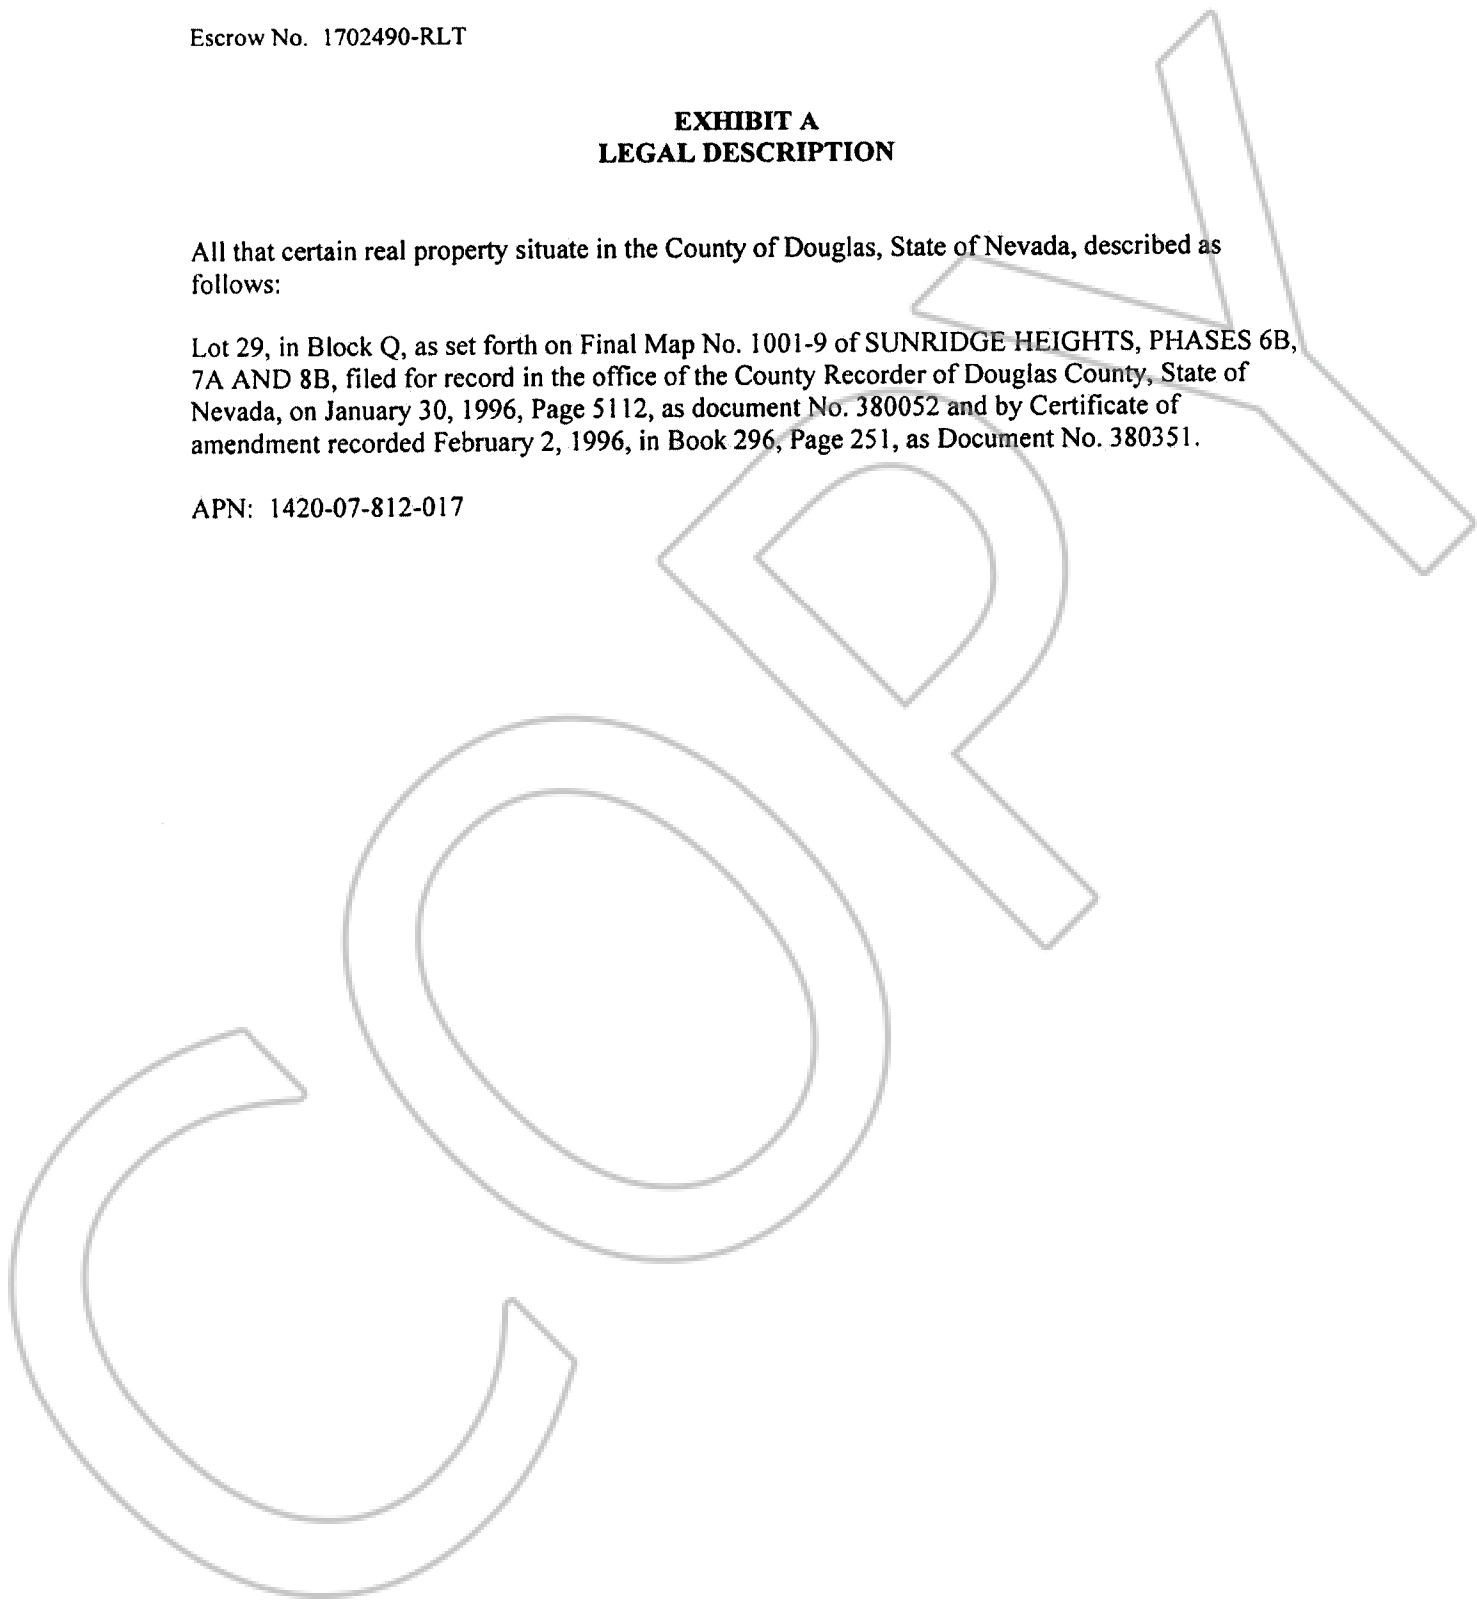 Escrow No. 1702490-RLT
EXHIBIT A
LEGAL DESCRIPTION
All that certain real property situate in the County of Douglas, State of Nevada, described as
follows:
Lot 29, in Block Q, as set forth on Final Map No. 1001-9 of SUNRIDGE HEIGHTS, PHASES 6B,
7A AND 8B, filed for record in the office of the County Recorder of Douglas County, State of
Nevada, on January 30, 1996, Page 5112, as document No. 380052 and by Certificate of
amendment recorded February 2, 1996, in Book 296, Page 251, as Document No. 380351.
APN: 1420-07-812-017
COPY